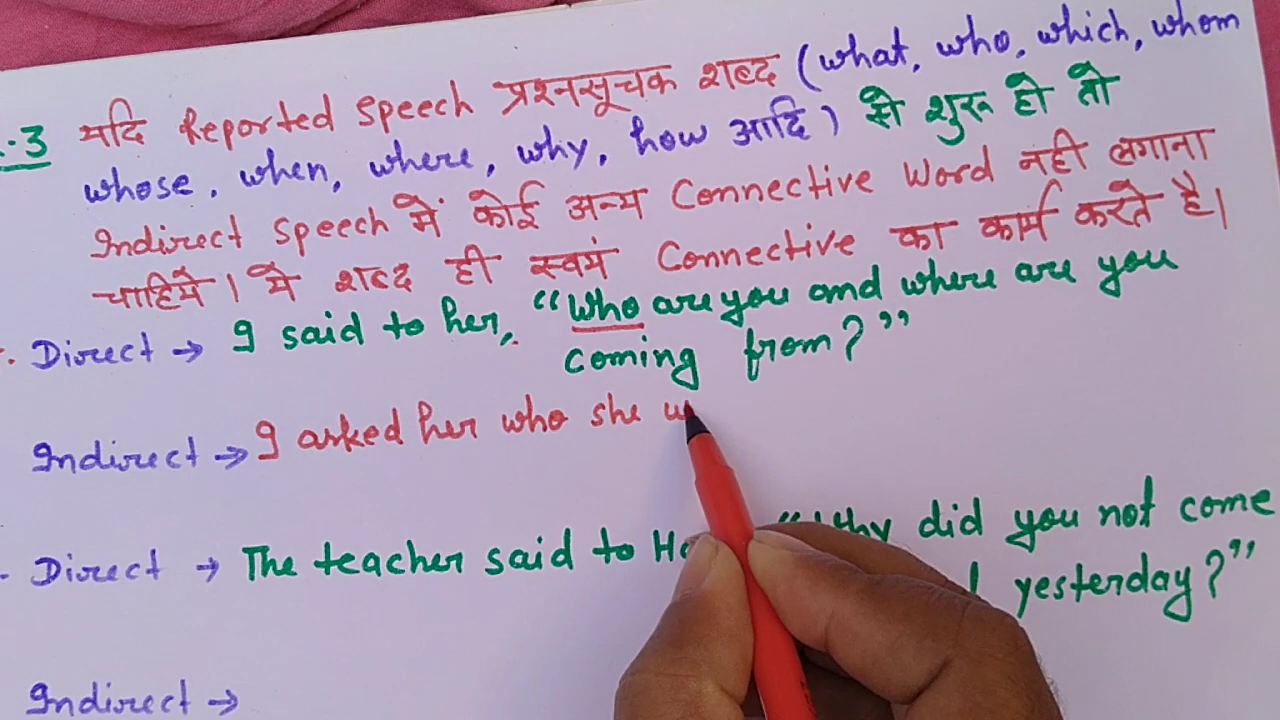 3 यदि Reported speech प्रश्नसूचक शब्द (what, who, which, whom
whose, when, where, why, how आदि) से शुरू हो तो
Indirect speech में कोई अन्य Connective Word नही लगाना
चाहिये। ये शब्द ही स्वयं Connective का कार्य करते है।
Direct → I said to her, “Who are you and where are you
coming from?”
Indirect → I asked her who she
Direct → The teacher said to “Why did you not come
yesterday?”
Indirect →